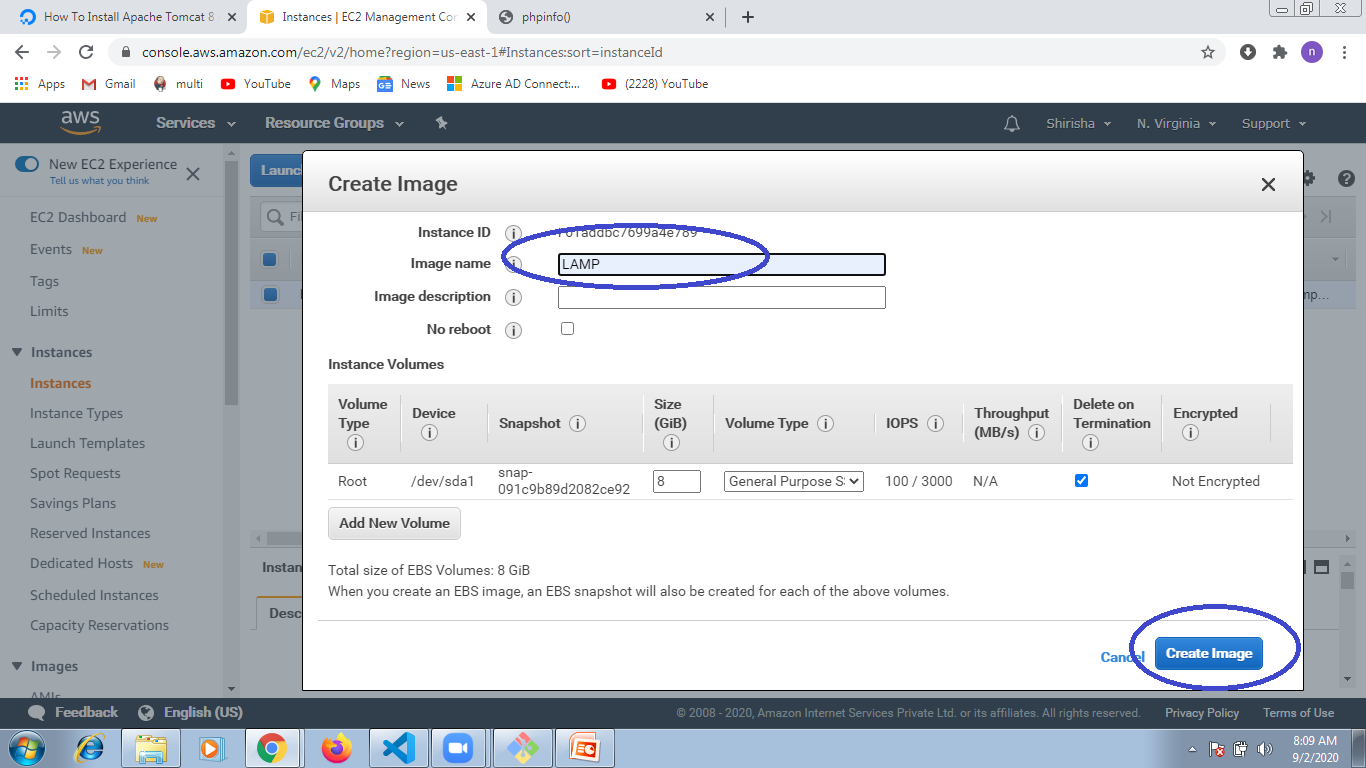 How To Install Apache Tomcat 8
Instances | EC2 Management Con
phpinfo()
console.aws.amazon.com/ec2/v2/home?region=us-east-1#Instances:sort=instanceId
n
Apps
Gmail
multi
YouTube
Maps
News
Azure AD Connect:...
(2228) YouTube
aws
Services
Resource Groups
Shirisha
N. Virginia
Support
New EC2 Experience
Tell us what you think
EC2 Dashboard New
Events New
Tags
Limits
Instances
Instances
Instance Types
Launch Templates
Spot Requests
Savings Plans
Reserved Instances
Dedicated Hosts New
Scheduled Instances
Capacity Reservations
Images
AMIs
Create Image
Instance ID
Image name LAMP
Image description
No reboot
Instance Volumes
Volume Type
Device
Snapshot
Size (GiB)
Volume Type
IOPS
Throughput (MB/s)
Delete on Termination
Encrypted
Root
/dev/sda1
snap-
091c9b89d2082ce92
8
General Purpose S
100 / 3000
N/A
Not Encrypted
Add New Volume
Total size of EBS Volumes: 8 GiB
When you create an EBS image, an EBS snapshot will also be created for each of the above volumes.
Cancel
Create Image
Feedback
English (US)
© 2008 - 2020, Amazon Internet Services Private Ltd. or its affiliates. All rights reserved.
Privacy Policy
Terms of Use
8:09 AM
9/2/2020